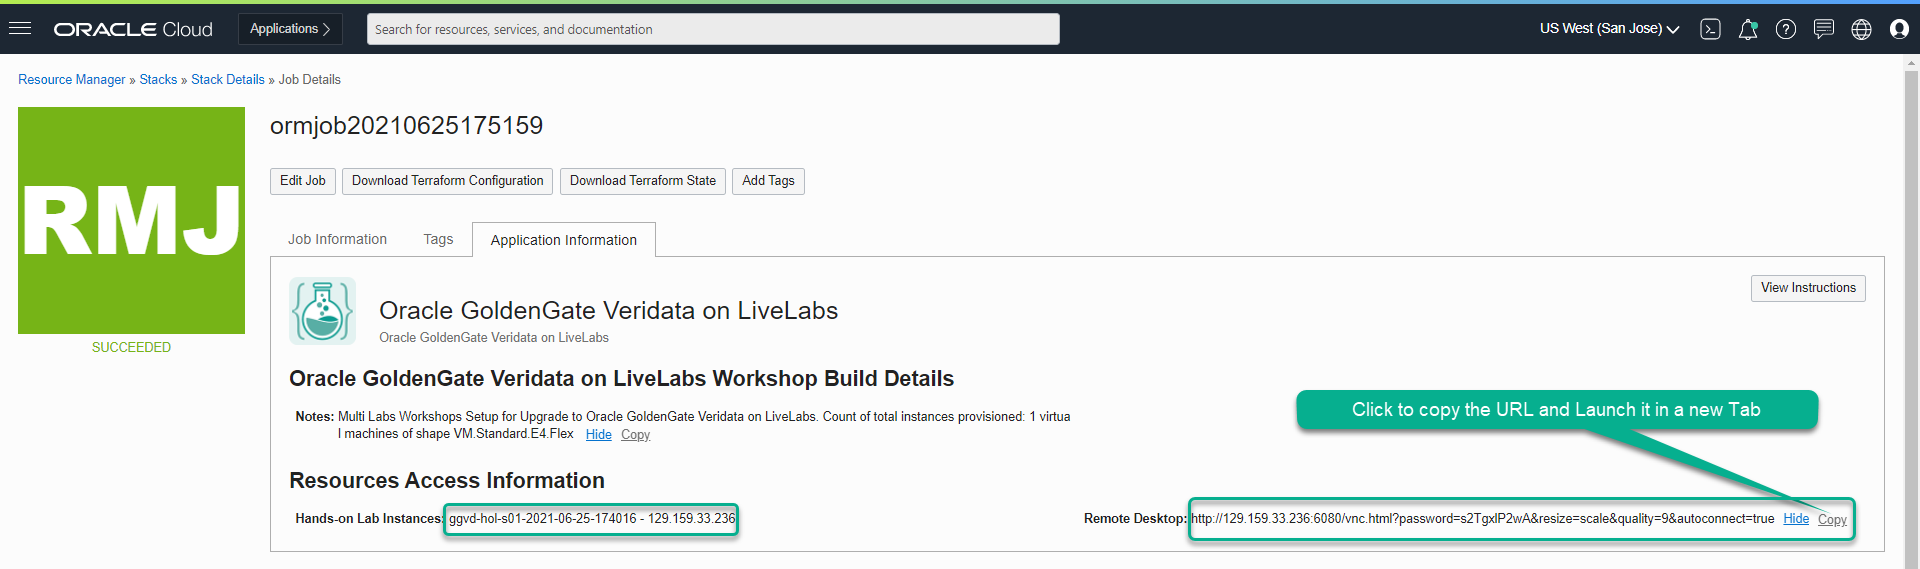 ORACLE Cloud
Applications
Search for resources, services, and documentation
US West (San Jose)
Resource Manager » Stacks » Stack Details » Job Details
RMJ
SUCCEEDED
ormjob20210625175159
Edit Job
Download Terraform Configuration
Download Terraform State
Add Tags
Job Information
Tags
Application Information
View Instructions
Oracle GoldenGate Veridata on LiveLabs
Oracle GoldenGate Veridata on LiveLabs
Oracle GoldenGate Veridata on LiveLabs Workshop Build Details
Notes: Multi Labs Workshops Setup for Upgrade to Oracle GoldenGate Veridata on LiveLabs. Count of total instances provisioned: 1 virtua
l machines of shape VM.Standard.E4.Flex Hide Copy
Click to copy the URL and Launch it in a new Tab
Resources Access Information
Hands-on Lab Instances: ggvd-hol-s01-2021-06-25-174016 - 129.159.33.236
Remote Desktop: http://129.159.33.236:6080/vnc.html?password=s2TgxlP2wA&resize=scale&quality=9&autoconnect=true Hide Copy